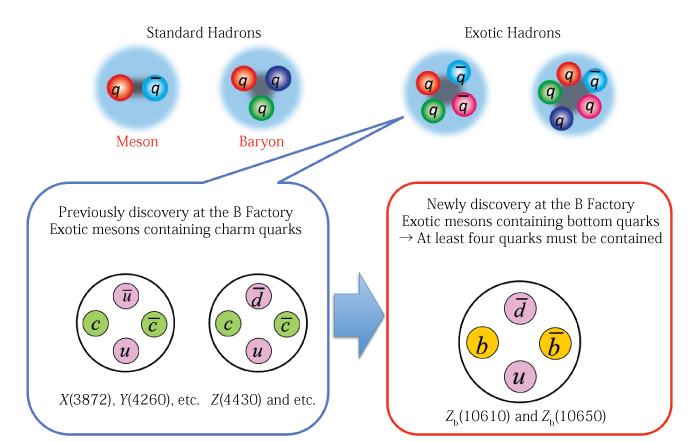 Standard Hadrons
Exotic Hadrons
q q̅
q q q
q q̅ q q̅
q q̅ q q q
Meson
Baryon
Previously discovery at the B Factory
Exotic mesons containing charm quarks
u̅
c c̅
u
d̅
c c̅
u
X(3872), Y(4260), etc.
Z(4430) and etc.
Newly discovery at the B Factory
Exotic mesons containing bottom quarks
→ At least four quarks must be contained
d̅
b b̅
u
Zb(10610) and Zb(10650)